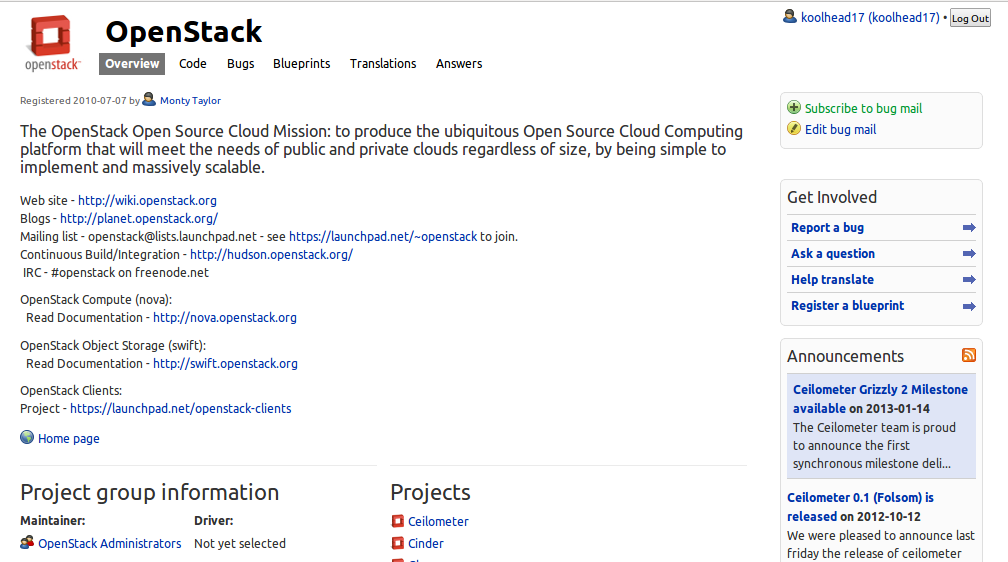 openstack™
OpenStack
koolhead17 (koolhead17) • Log Out
Overview Code Bugs Blueprints Translations Answers
Registered 2010-07-07 by Monty Taylor
The OpenStack Open Source Cloud Mission: to produce the ubiquitous Open Source Cloud Computing
platform that will meet the needs of public and private clouds regardless of size, by being simple to
implement and massively scalable.
Web site - http://wiki.openstack.org
Blogs - http://planet.openstack.org/
Mailing list - openstack@lists.launchpad.net - see https://launchpad.net/~openstack to join.
Continuous Build/Integration - http://hudson.openstack.org/
IRC - #openstack on freenode.net
OpenStack Compute (nova):
Read Documentation - http://nova.openstack.org
OpenStack Object Storage (swift):
Read Documentation - http://swift.openstack.org
OpenStack Clients:
Project - https://launchpad.net/openstack-clients
Home page
Project group information
Maintainer: Driver:
OpenStack Administrators Not yet selected
Projects
Ceilometer
Cinder
Subscribe to bug mail
Edit bug mail
Get Involved
Report a bug
Ask a question
Help translate
Register a blueprint
Announcements
Ceilometer Grizzly 2 Milestone
available on 2013-01-14
The Ceilometer team is proud
to announce the first
synchronous milestone deli...
Ceilometer 0.1 (Folsom) is
released on 2012-10-12
We were pleased to announce last
friday the release of ceilometer